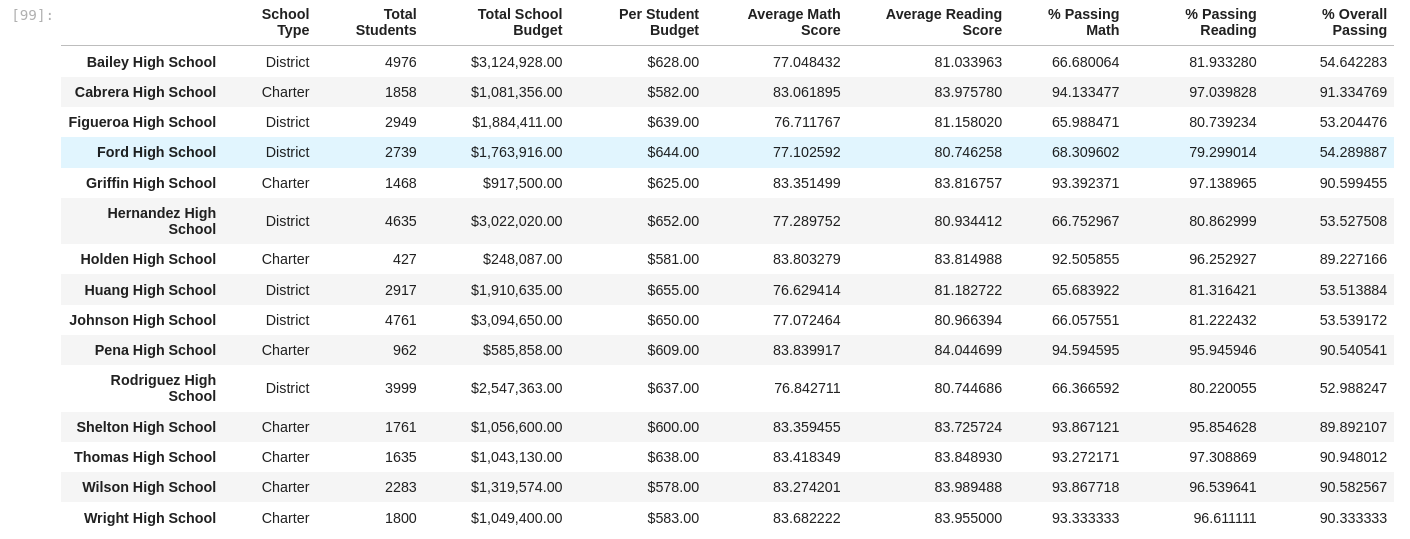 [99]:
School Type Total Students Total School Budget Per Student Budget Average Math Score Average Reading Score % Passing Math % Passing Reading % Overall Passing
Bailey High School District 4976 $3,124,928.00 $628.00 77.048432 81.033963 66.680064 81.933280 54.642283
Cabrera High School Charter 1858 $1,081,356.00 $582.00 83.061895 83.975780 94.133477 97.039828 91.334769
Figueroa High School District 2949 $1,884,411.00 $639.00 76.711767 81.158020 65.988471 80.739234 53.204476
Ford High School District 2739 $1,763,916.00 $644.00 77.102592 80.746258 68.309602 79.299014 54.289887
Griffin High School Charter 1468 $917,500.00 $625.00 83.351499 83.816757 93.392371 97.138965 90.599455
Hernandez High School District 4635 $3,022,020.00 $652.00 77.289752 80.934412 66.752967 80.862999 53.527508
Holden High School Charter 427 $248,087.00 $581.00 83.803279 83.814988 92.505855 96.252927 89.227166
Huang High School District 2917 $1,910,635.00 $655.00 76.629414 81.182722 65.683922 81.316421 53.513884
Johnson High School District 4761 $3,094,650.00 $650.00 77.072464 80.966394 66.057551 81.222432 53.539172
Pena High School Charter 962 $585,858.00 $609.00 83.839917 84.044699 94.594595 95.945946 90.540541
Rodriguez High School District 3999 $2,547,363.00 $637.00 76.842711 80.744686 66.366592 80.220055 52.988247
Shelton High School Charter 1761 $1,056,600.00 $600.00 83.359455 83.725724 93.867121 95.854628 89.892107
Thomas High School Charter 1635 $1,043,130.00 $638.00 83.418349 83.848930 93.272171 97.308869 90.948012
Wilson High School Charter 2283 $1,319,574.00 $578.00 83.274201 83.989488 93.867718 96.539641 90.582567
Wright High School Charter 1800 $1,049,400.00 $583.00 83.682222 83.955000 93.333333 96.611111 90.333333